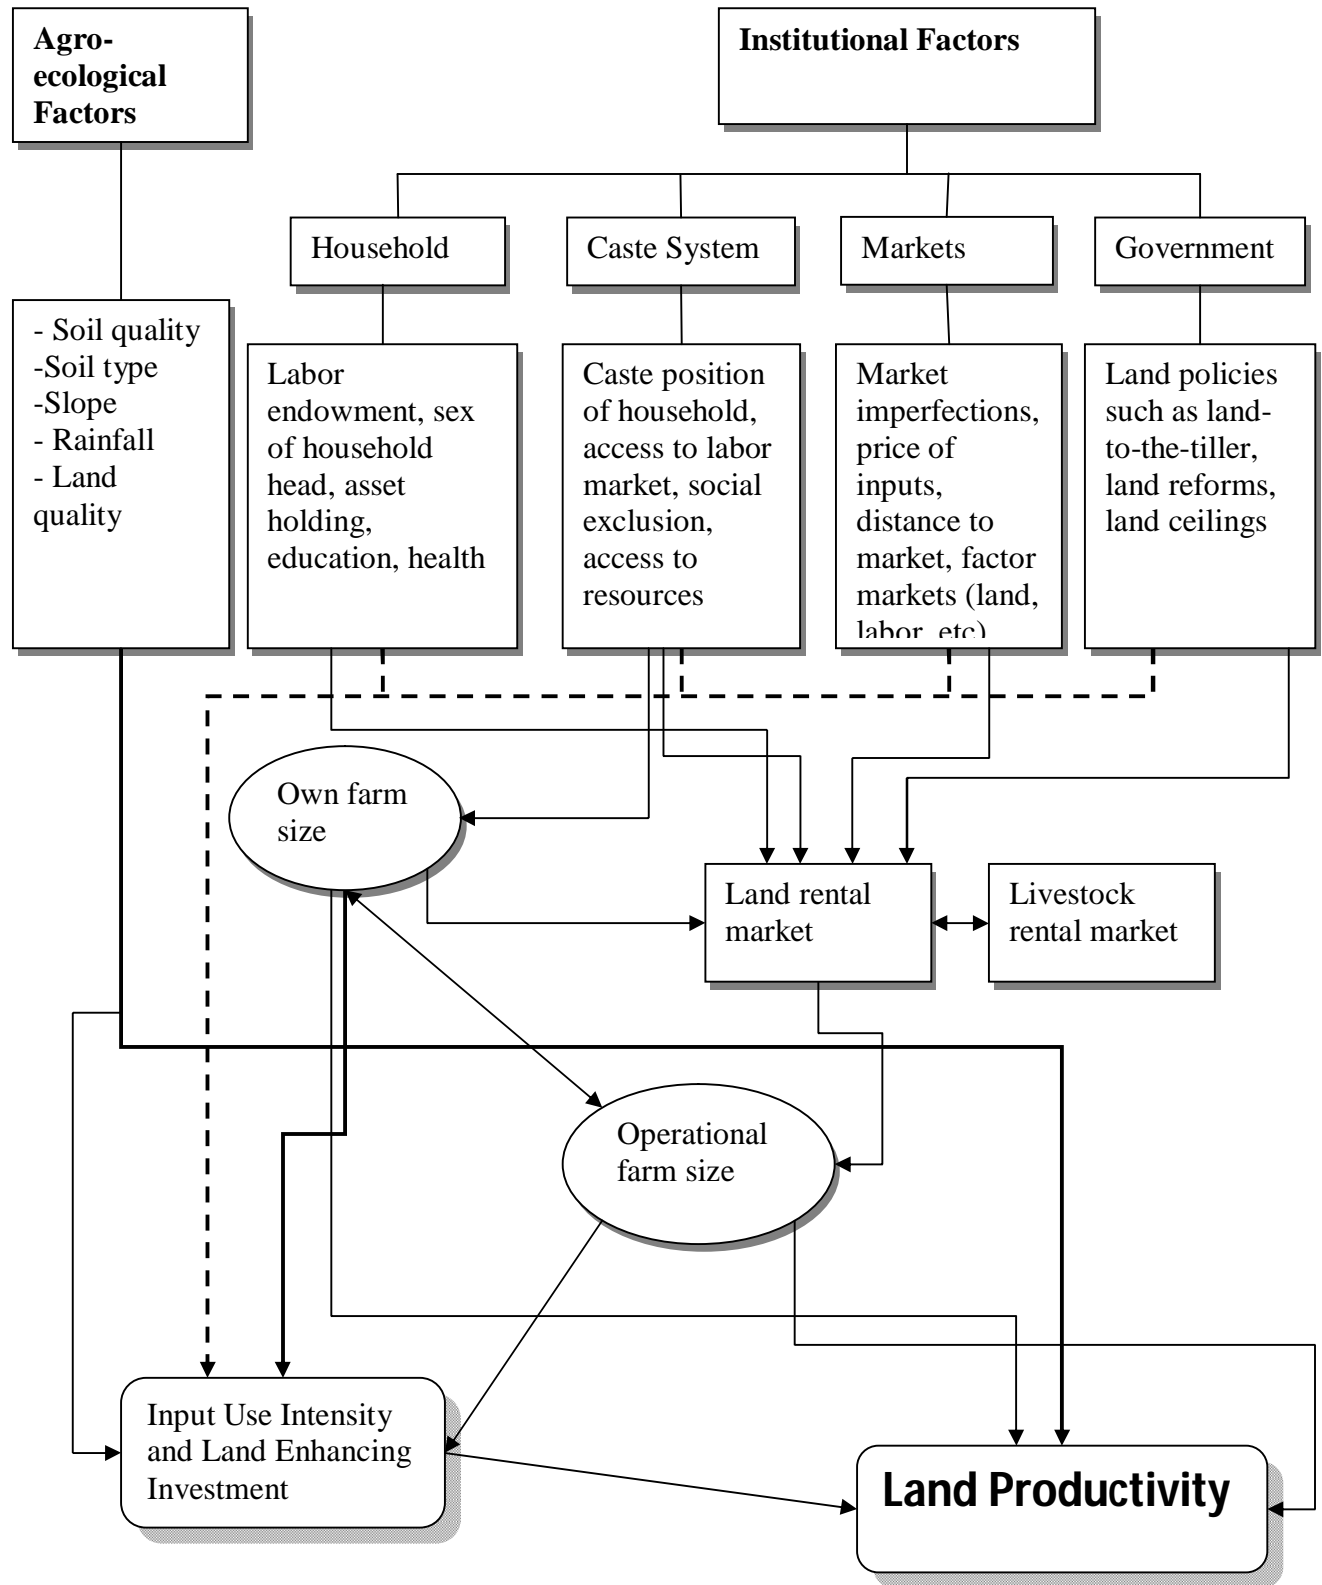 Agro-
ecological
Factors
Institutional Factors
Household
Caste System
Markets
Government
- Soil quality
-Soil type
-Slope
- Rainfall
- Land
quality
Labor
endowment, sex
of household
head, asset
holding,
education, health
Caste position
of household,
access to labor
market, social
exclusion,
access to
resources
Market
imperfections,
price of
inputs,
distance to
market, factor
markets (land,
labor, etc)
Land policies
such as land-
to-the-tiller,
land reforms,
land ceilings
Own farm
size
Land rental
market
Livestock
rental market
Operational
farm size
Input Use Intensity
and Land Enhancing
Investment
Land Productivity